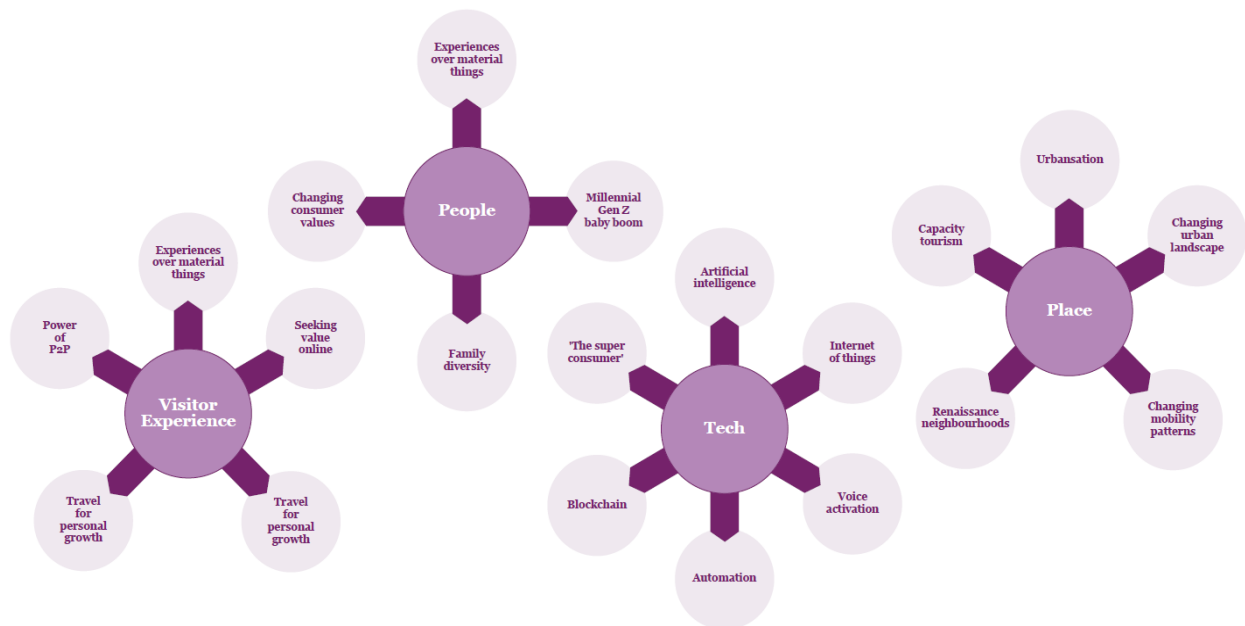 Experiences
over material
things
Power
of
P2P
Seeking
value
online
Visitor
Experience
Travel
for
personal
growth
Travel
for
personal
growth
Experiences
over material
things
Changing
consumer
values
People
Millennial
Gen Z
baby boom
Family
diversity
Artificial
intelligence
'The super
consumer'
Internet
of things
Tech
Blockchain
Voice
activation
Automation
Urbansation
Capacity
tourism
Changing
urban
landscape
Place
Renaissance
neighbourhoods
Changing
mobility
patterns